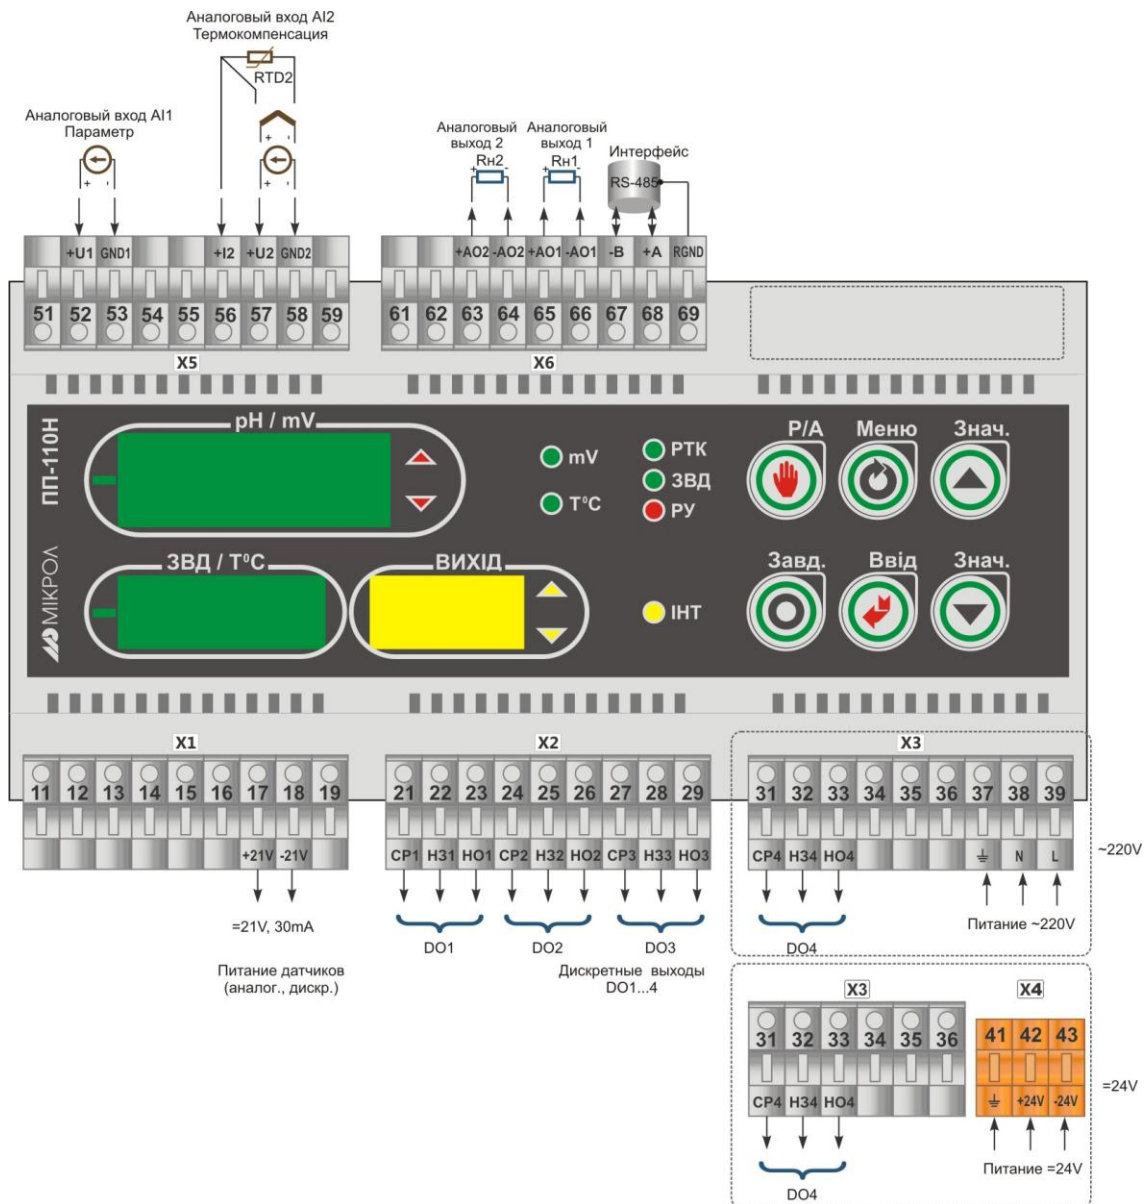 Аналоговый вход AI2
Термокомпенсация
RTD2
Аналоговый вход AI1
Параметр
+ -
+ -
+ -
Аналоговый
выход 2
Rн2
+ -
Аналоговый
выход 1
Rн1
+ -
Интерфейс
RS-485
+U1 GND1 +I2 +U2 GND2
51 52 53 54 55 56 57 58 59
X5
+AO2 -AO2 +AO1 -AO1 -B +A RGND
61 62 63 64 65 66 67 68 69
X6
ПП-110Н
МІКРОЛ
pH / mV
mV
T⁰C
РТК
ЗВД
РУ
Р/А Меню Знач.
ЗВД / T⁰C
ВИХІД
ІНТ
Завд. Ввід Знач.
X1
11 12 13 14 15 16 17 18 19
+21V -21V
=21V, 30mA
Питание датчиков
(аналог., дискр.)
X2
21 22 23 24 25 26 27 28 29
СР1 НЗ1 НО1 СР2 НЗ2 НО2 СР3 НЗ3 НО3
DO1 DO2 DO3
Дискретные выходы
DO1...4
X3
31 32 33 34 35 36 37 38 39
СР4 НЗ4 НО4 N L
~220V
Питание ~220V
DO4
X3
31 32 33 34 35 36
СР4 НЗ4 НО4
DO4
X4
41 42 43
+24V -24V
=24V
Питание =24V